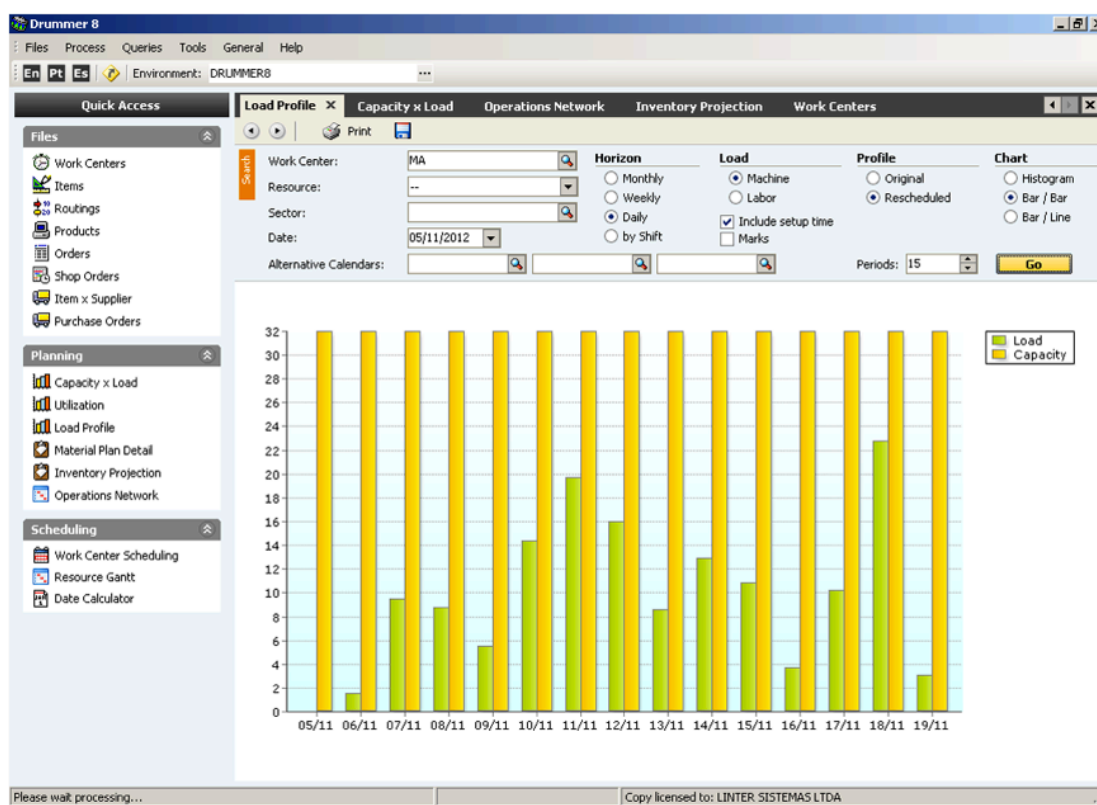 Drummer 8
Files Process Queries Tools General Help
En Pt Es Environment: DRUMMER8 ...
Quick Access
Files
Work Centers
Items
Routings
Products
Orders
Shop Orders
Item x Supplier
Purchase Orders
Planning
Capacity x Load
Utilization
Load Profile
Material Plan Detail
Inventory Projection
Operations Network
Scheduling
Work Center Scheduling
Resource Gantt
Date Calculator
Load Profile X Capacity x Load Operations Network Inventory Projection Work Centers
Print
Search
Work Center: MA
Resource: --
Sector:
Date: 05/11/2012
Alternative Calendars:
Horizon
Monthly
Weekly
Daily
by Shift
Load
Machine
Labor
Include setup time
Marks
Profile
Original
Rescheduled
Periods: 15
Chart
Histogram
Bar / Bar
Bar / Line
Go
32
30
28
26
24
22
20
18
16
14
12
10
8
6
4
2
0
05/11 06/11 07/11 08/11 09/11 10/11 11/11 12/11 13/11 14/11 15/11 16/11 17/11 18/11 19/11
Load
Capacity
Please wait processing... Copy licensed to: LINTER SISTEMAS LTDA